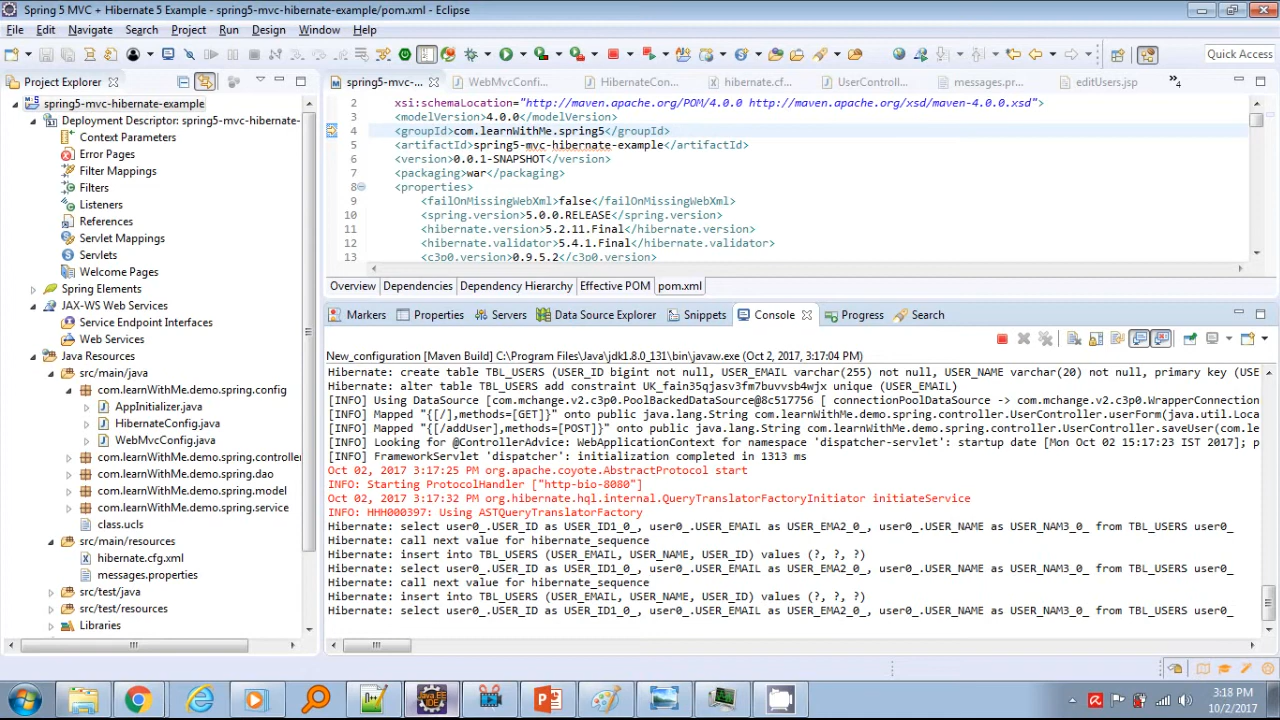 Spring 5 MVC + Hibernate 5 Example - spring5-mvc-hibernate-example/pom.xml - Eclipse
File Edit Navigate Search Project Run Design Window Help
Quick Access
Project Explorer
spring5-mvc-hibernate-example
Deployment Descriptor: spring5-mvc-hibernate-
Context Parameters
Error Pages
Filter Mappings
Filters
Listeners
References
Servlet Mappings
Servlets
Welcome Pages
Spring Elements
JAX-WS Web Services
Service Endpoint Interfaces
Web Services
Java Resources
src/main/java
com.learnWithMe.demo.spring.config
AppInitializer.java
HibernateConfig.java
WebMvcConfig.java
com.learnWithMe.demo.spring.controlle
com.learnWithMe.demo.spring.dao
com.learnWithMe.demo.spring.model
com.learnWithMe.demo.spring.service
class.ucls
src/main/resources
hibernate.cfg.xml
messages.properties
src/test/java
src/test/resources
Libraries
spring5-mvc-... WebMvcConfi... HibernateCon... hibernate.cf... UserControll... messages.pr... editUsers.jsp »4
2 xsi:schemaLocation="http://maven.apache.org/POM/4.0.0 http://maven.apache.org/xsd/maven-4.0.0.xsd">
3 <modelVersion>4.0.0</modelVersion>
4 <groupId>com.learnWithMe.spring5</groupId>
5 <artifactId>spring5-mvc-hibernate-example</artifactId>
6 <version>0.0.1-SNAPSHOT</version>
7 <packaging>war</packaging>
8 <properties>
9 <failOnMissingWebXml>false</failOnMissingWebXml>
10 <spring.version>5.0.0.RELEASE</spring.version>
11 <hibernate.version>5.2.11.Final</hibernate.version>
12 <hibernate.validator>5.4.1.Final</hibernate.validator>
13 <c3p0.version>0.9.5.2</c3p0.version>
Overview Dependencies Dependency Hierarchy Effective POM pom.xml
Markers Properties Servers Data Source Explorer Snippets Console Progress Search
New_configuration [Maven Build] C:\Program Files\Java\jdk1.8.0_131\bin\javaw.exe (Oct 2, 2017, 3:17:04 PM)
Hibernate: create table TBL_USERS (USER_ID bigint not null, USER_EMAIL varchar(255) not null, USER_NAME varchar(20) not null, primary key (USE
Hibernate: alter table TBL_USERS add constraint UK_fain35qjasv3fm7buvvsb4wjx unique (USER_EMAIL)
[INFO] Using DataSource [com.mchange.v2.c3p0.PoolBackedDataSource@8c517756 [ connectionPoolDataSource -> com.mchange.v2.c3p0.WrapperConnection
[INFO] Mapped "{[/],methods=[GET]}" onto public java.lang.String com.learnWithMe.demo.spring.controller.UserController.userForm(java.util.Loca
[INFO] Mapped "{[/addUser],methods=[POST]}" onto public java.lang.String com.learnWithMe.demo.spring.controller.UserController.saveUser(com.le
[INFO] Looking for @ControllerAdvice: WebApplicationContext for namespace 'dispatcher-servlet': startup date [Mon Oct 02 15:17:23 IST 2017]; p
[INFO] FrameworkServlet 'dispatcher': initialization completed in 1313 ms
Oct 02, 2017 3:17:25 PM org.apache.coyote.AbstractProtocol start
INFO: Starting ProtocolHandler ["http-bio-8080"]
Oct 02, 2017 3:17:32 PM org.hibernate.hql.internal.QueryTranslatorFactoryInitiator initiateService
INFO: HHH000397: Using ASTQueryTranslatorFactory
Hibernate: select user0_.USER_ID as USER_ID1_0_, user0_.USER_EMAIL as USER_EMA2_0_, user0_.USER_NAME as USER_NAM3_0_ from TBL_USERS user0_
Hibernate: call next value for hibernate_sequence
Hibernate: insert into TBL_USERS (USER_EMAIL, USER_NAME, USER_ID) values (?, ?, ?)
Hibernate: select user0_.USER_ID as USER_ID1_0_, user0_.USER_EMAIL as USER_EMA2_0_, user0_.USER_NAME as USER_NAM3_0_ from TBL_USERS user0_
Hibernate: call next value for hibernate_sequence
Hibernate: insert into TBL_USERS (USER_EMAIL, USER_NAME, USER_ID) values (?, ?, ?)
Hibernate: select user0_.USER_ID as USER_ID1_0_, user0_.USER_EMAIL as USER_EMA2_0_, user0_.USER_NAME as USER_NAM3_0_ from TBL_USERS user0_
3:18 PM
10/2/2017